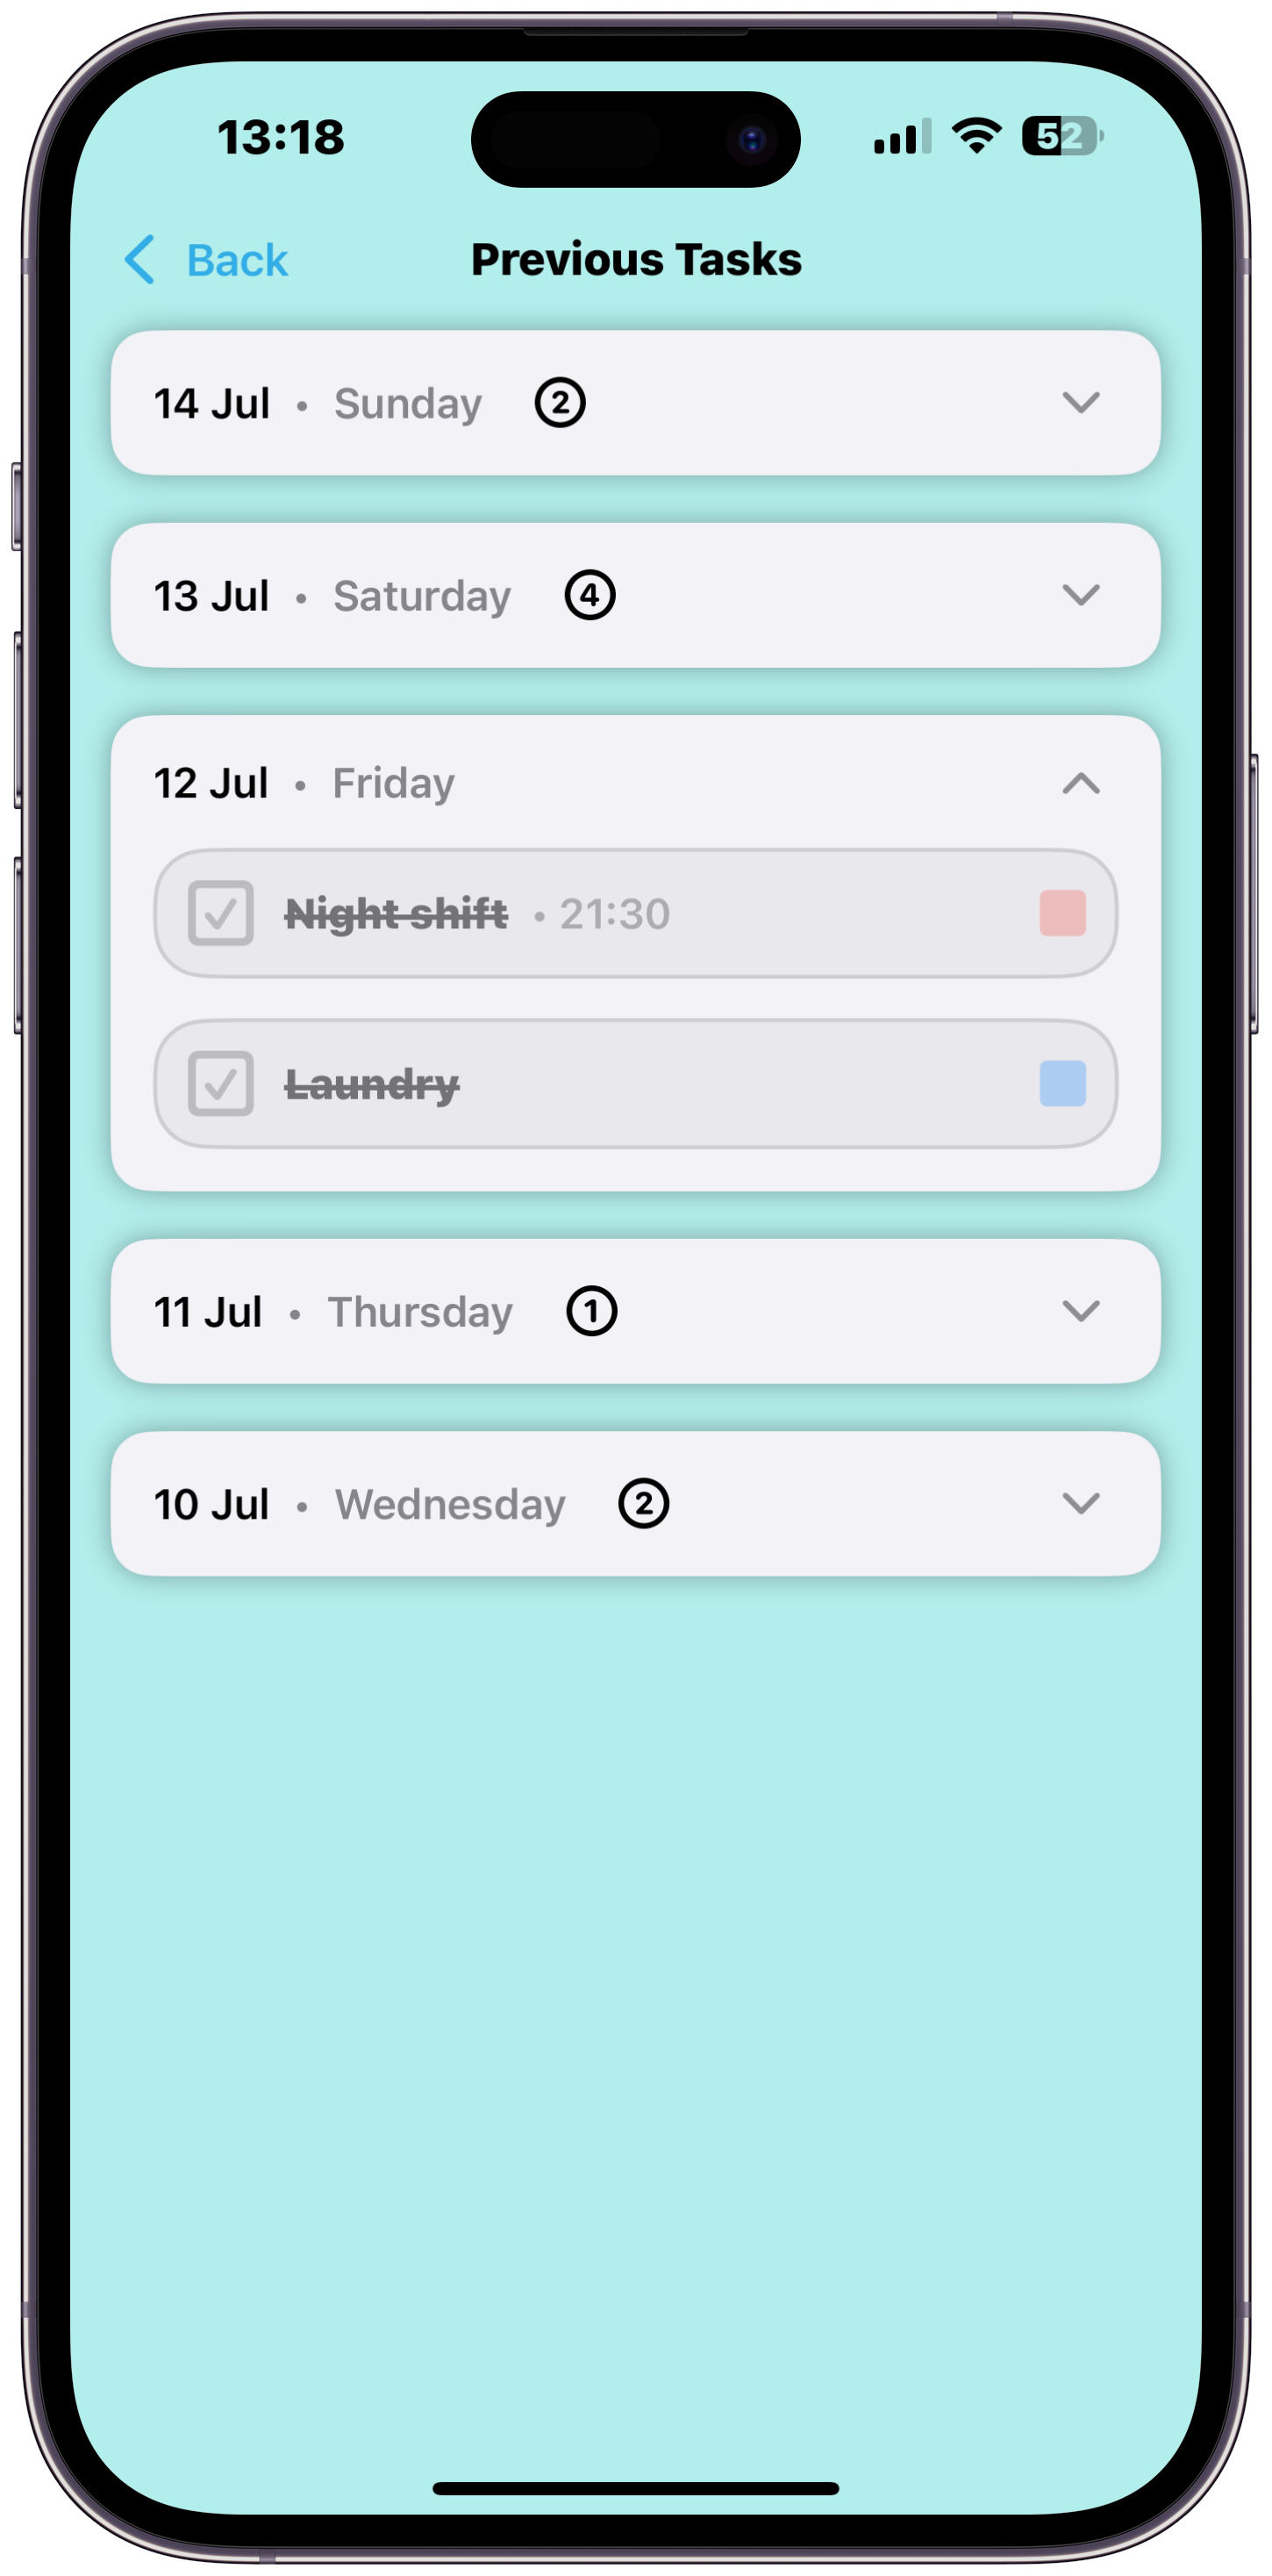 13:18 52
Back Previous Tasks
14 Jul • Sunday 2
13 Jul • Saturday 4
12 Jul • Friday
Night shift • 21:30
Laundry
11 Jul • Thursday 1
10 Jul • Wednesday 2